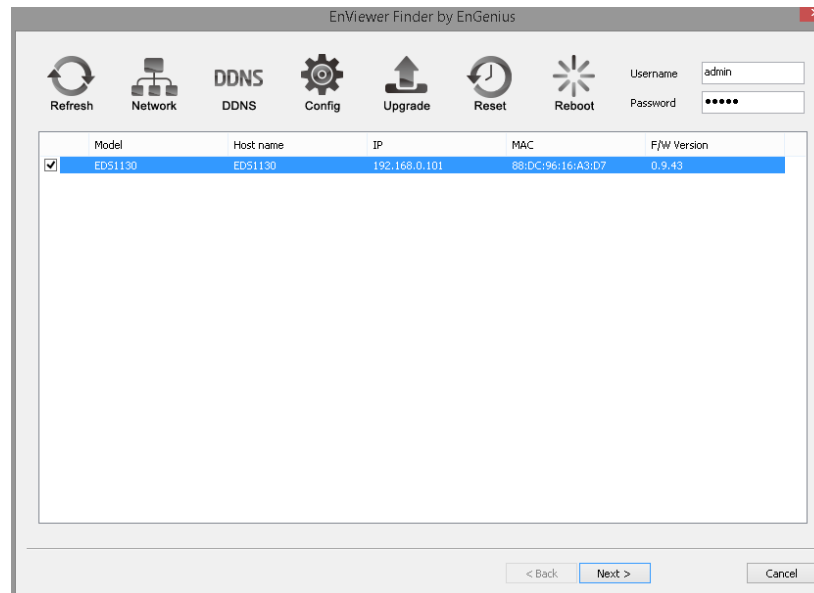 EnViewer Finder by EnGenius
DDNS
Refresh Network DDNS Config Upgrade Reset Reboot
Username admin
Password •••••
Model Host name IP MAC F/W Version
EDS1130 EDS1130 192.168.0.101 88:DC:96:16:A3:D7 0.9.43
< Back Next > Cancel